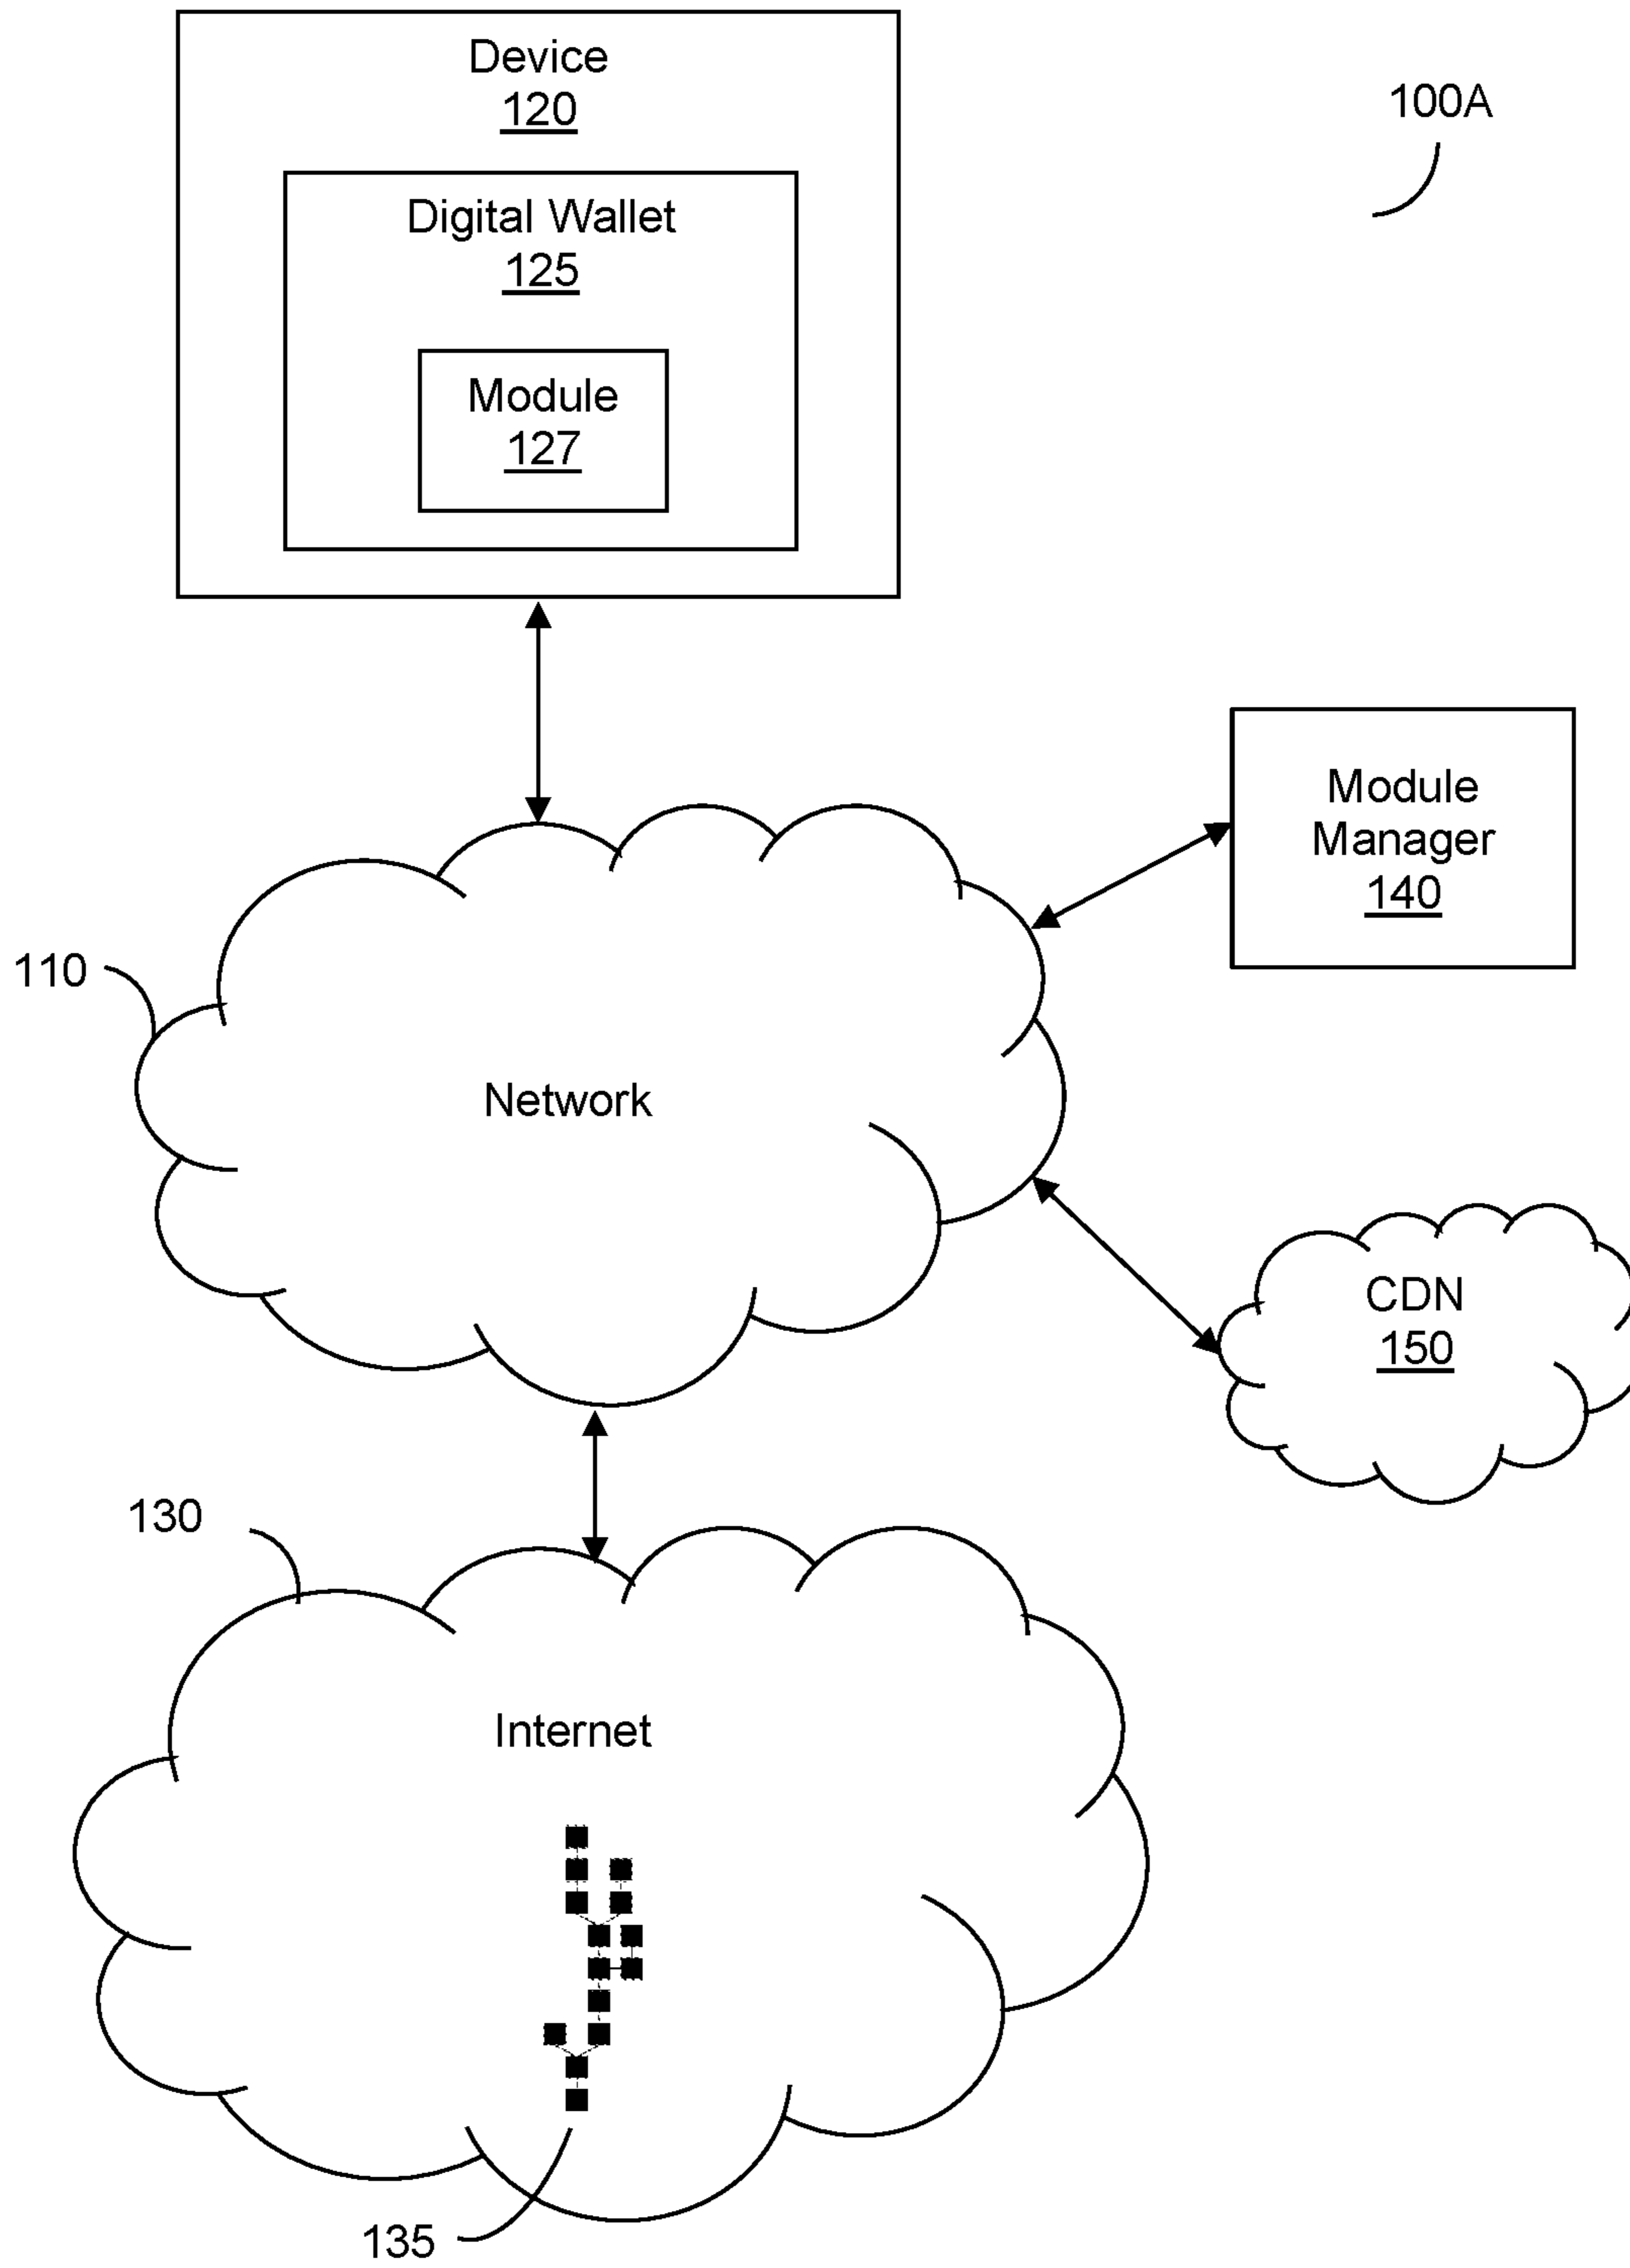 Device
120
100A
Digital Wallet
125
Module
127
Module
Manager
140
110
Network
CDN
150
130
Internet
135